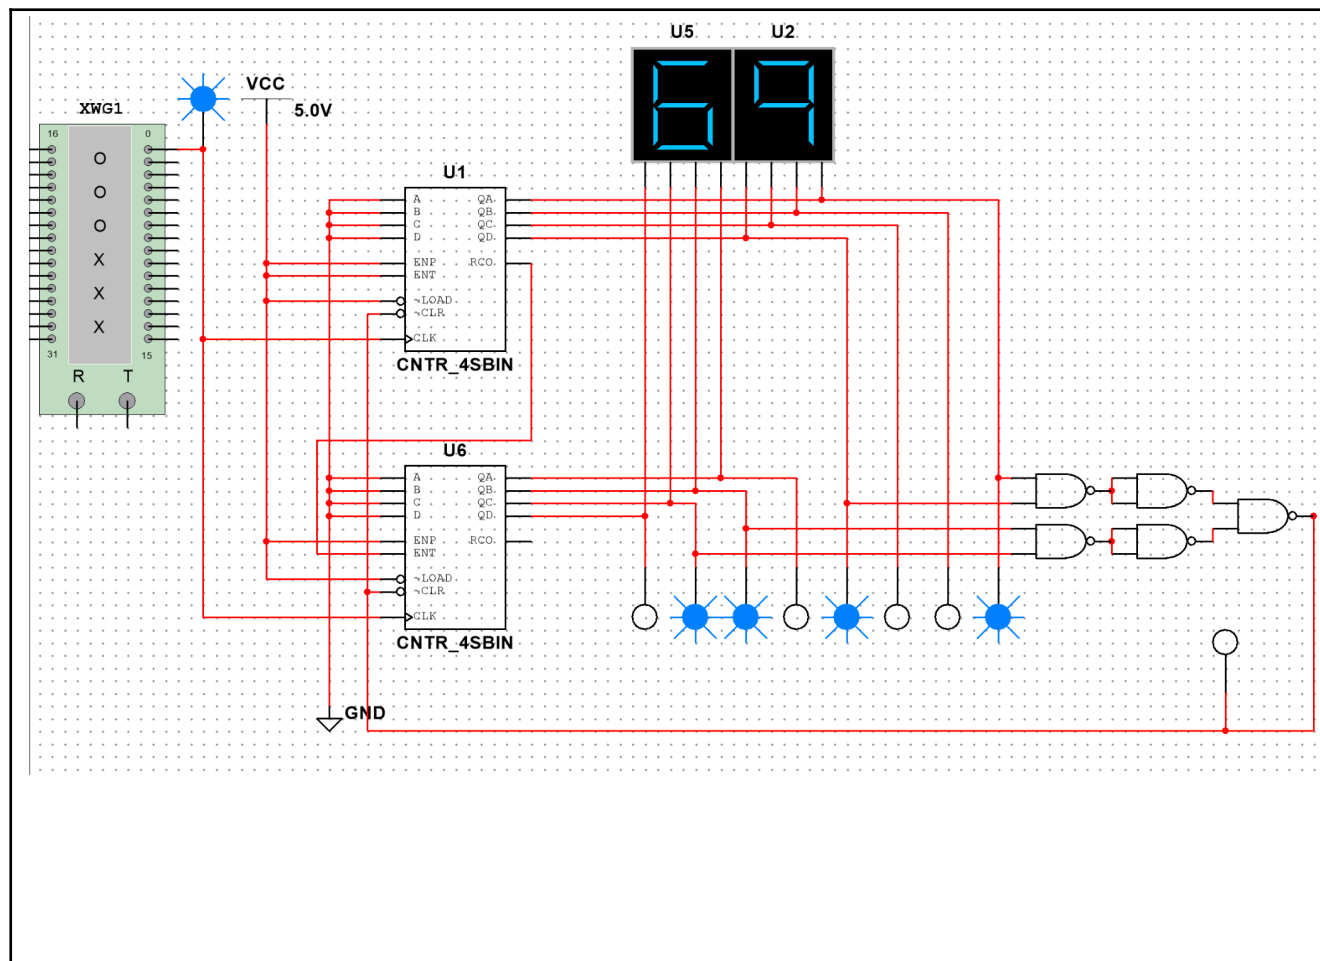 U5 U2
VCC
5.0V
XWG1
16 0
O
O
O
X
X
X
31 15
R T
69
U1
A QA
B QB
C QC
D QD
ENP RCO
ENT
~LOAD
~CLR
CLK
CNTR_4SBIN
U6
A QA
B QB
C QC
D QD
ENP RCO
ENT
~LOAD
~CLR
CLK
CNTR_4SBIN
GND